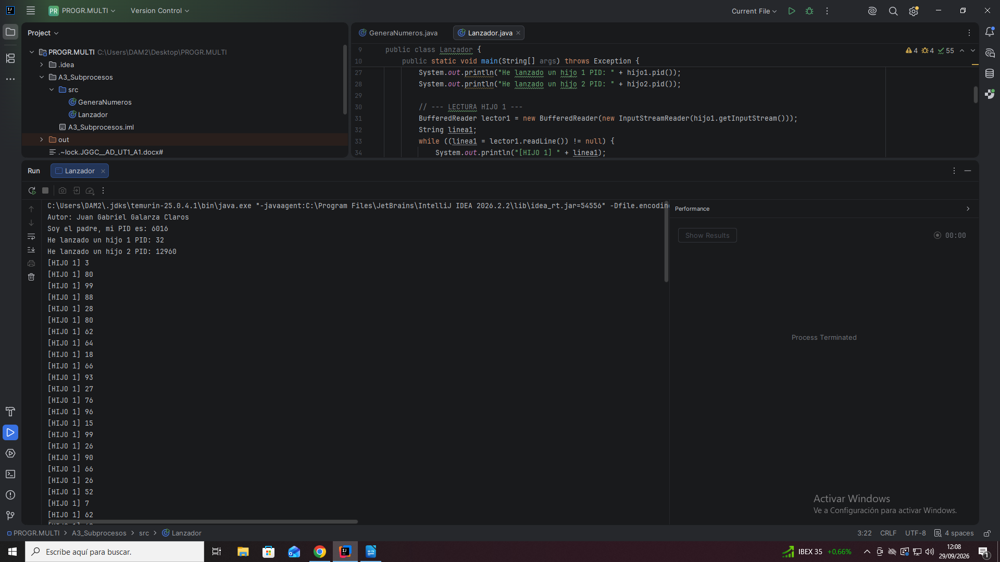 PR PROGR.MULTI Version Control Current File
Project
PROGR.MULTI C:\Users\DAM2\Desktop\PROGR.MULTI
.idea
A3_Subprocesos
src
GeneraNumeros
Lanzador
A3_Subprocesos.iml
out
.~lock.JGGC__AD_UT1_A1.docx#
GeneraNumeros.java Lanzador.java
4 4 55
9 public class Lanzador {
10 public static void main(String[] args) throws Exception {
27 System.out.println("He lanzado un hijo 1 PID: " + hijo1.pid());
28 System.out.println("He lanzado un hijo 2 PID: " + hijo2.pid());
29
30 // --- LECTURA HIJO 1 ---
31 BufferedReader lector1 = new BufferedReader(new InputStreamReader(hijo1.getInputStream()));
32 String linea1;
33 while ((linea1 = lector1.readLine()) != null) {
34 System.out.println("[HIJO 1] " + linea1);
Run Lanzador
C:\Users\DAM2\.jdks\temurin-25.0.4.1\bin\java.exe "-javaagent:C:\Program Files\JetBrains\IntelliJ IDEA 2026.2.2\lib\idea_rt.jar=54556" -Dfile.encoding
Autor: Juan Gabriel Galarza Claros
Soy el padre, mi PID es: 6016
He lanzado un hijo 1 PID: 32
He lanzado un hijo 2 PID: 12960
[HIJO 1] 3
[HIJO 1] 80
[HIJO 1] 99
[HIJO 1] 88
[HIJO 1] 28
[HIJO 1] 80
[HIJO 1] 62
[HIJO 1] 64
[HIJO 1] 18
[HIJO 1] 66
[HIJO 1] 93
[HIJO 1] 27
[HIJO 1] 76
[HIJO 1] 96
[HIJO 1] 15
[HIJO 1] 99
[HIJO 1] 26
[HIJO 1] 90
[HIJO 1] 66
[HIJO 1] 26
[HIJO 1] 52
[HIJO 1] 7
[HIJO 1] 62
Performance
Show Results 00:00
Process Terminated
Activar Windows
Ve a Configuración para activar Windows.
PROGR.MULTI > A3_Subprocesos > src > Lanzador 3:22 CRLF UTF-8 4 spaces
Escribe aquí para buscar.
IBEX 35 +0,66%
12:08
29/09/2026
1